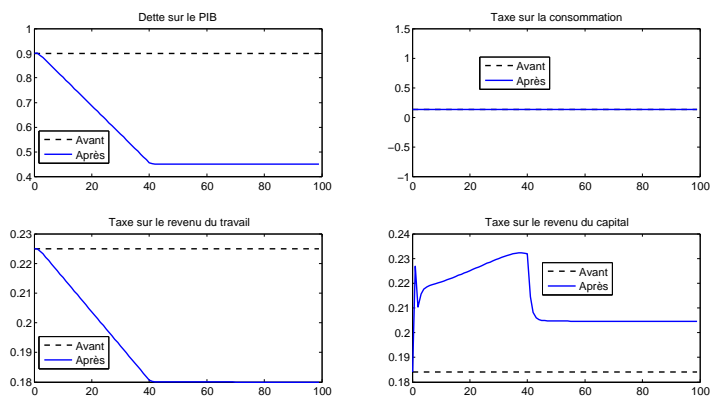 Dette sur le PIB
1
0.9
0.8
0.7
0.6
0.5
0.4
0 20 40 60 80 100
Avant
Après
Taxe sur la consommation
1.5
1
0.5
0
−0.5
−1
0 20 40 60 80 100
Avant
Après
Taxe sur le revenu du travail
0.23
0.22
0.21
0.2
0.19
0.18
0 20 40 60 80 100
Avant
Après
Taxe sur le revenu du capital
0.24
0.23
0.22
0.21
0.2
0.19
0.18
0 20 40 60 80 100
Avant
Après